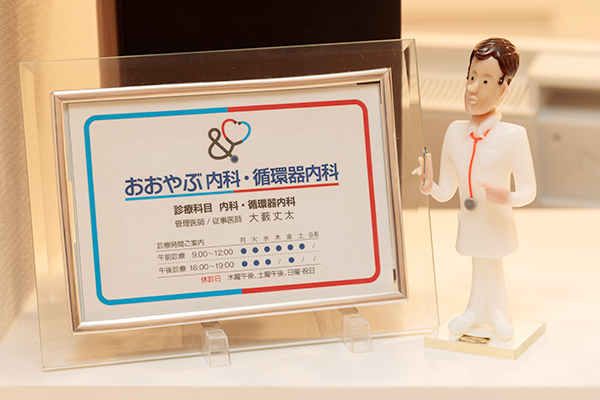 &
おおやぶ 内科・循環器内科
診療科目 内科・循環器内科
管理医師／従事医師 大藪丈太
診療時間ご案内 月 火 水 木 金 土 日・祝
午前診療 9:00~12:00 ● ● ● ● ● ● /
午後診療 16:00~19:00 ● ● ● / ● / /
休診日 木曜午後、土曜午後、日曜・祝日